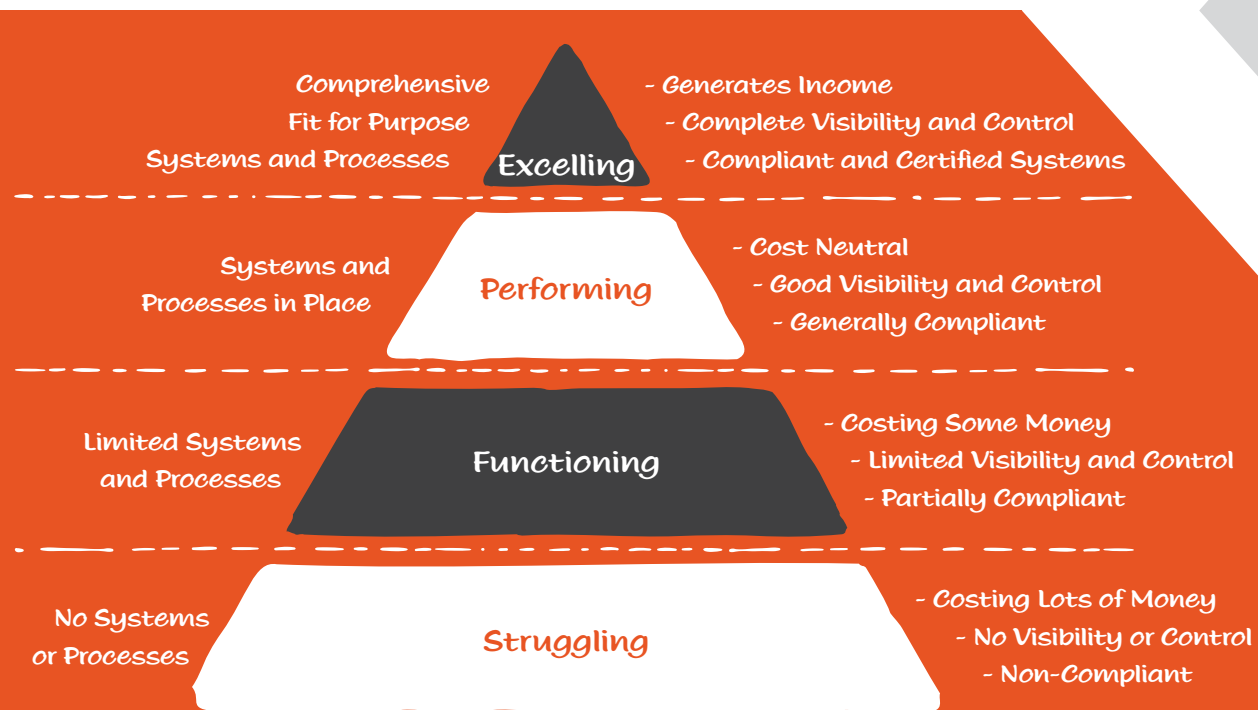 Comprehensive
Fit for Purpose
Systems and Processes
Excelling
- Generates Income
- Complete Visibility and Control
- Compliant and Certified Systems
Systems and
Processes in Place
Performing
- Cost Neutral
- Good Visibility and Control
- Generally Compliant
Limited Systems
and Processes
Functioning
- Costing Some Money
- Limited Visibility and Control
- Partially Compliant
No Systems
or Processes
Struggling
- Costing Lots of Money
- No Visibility or Control
- Non-Compliant